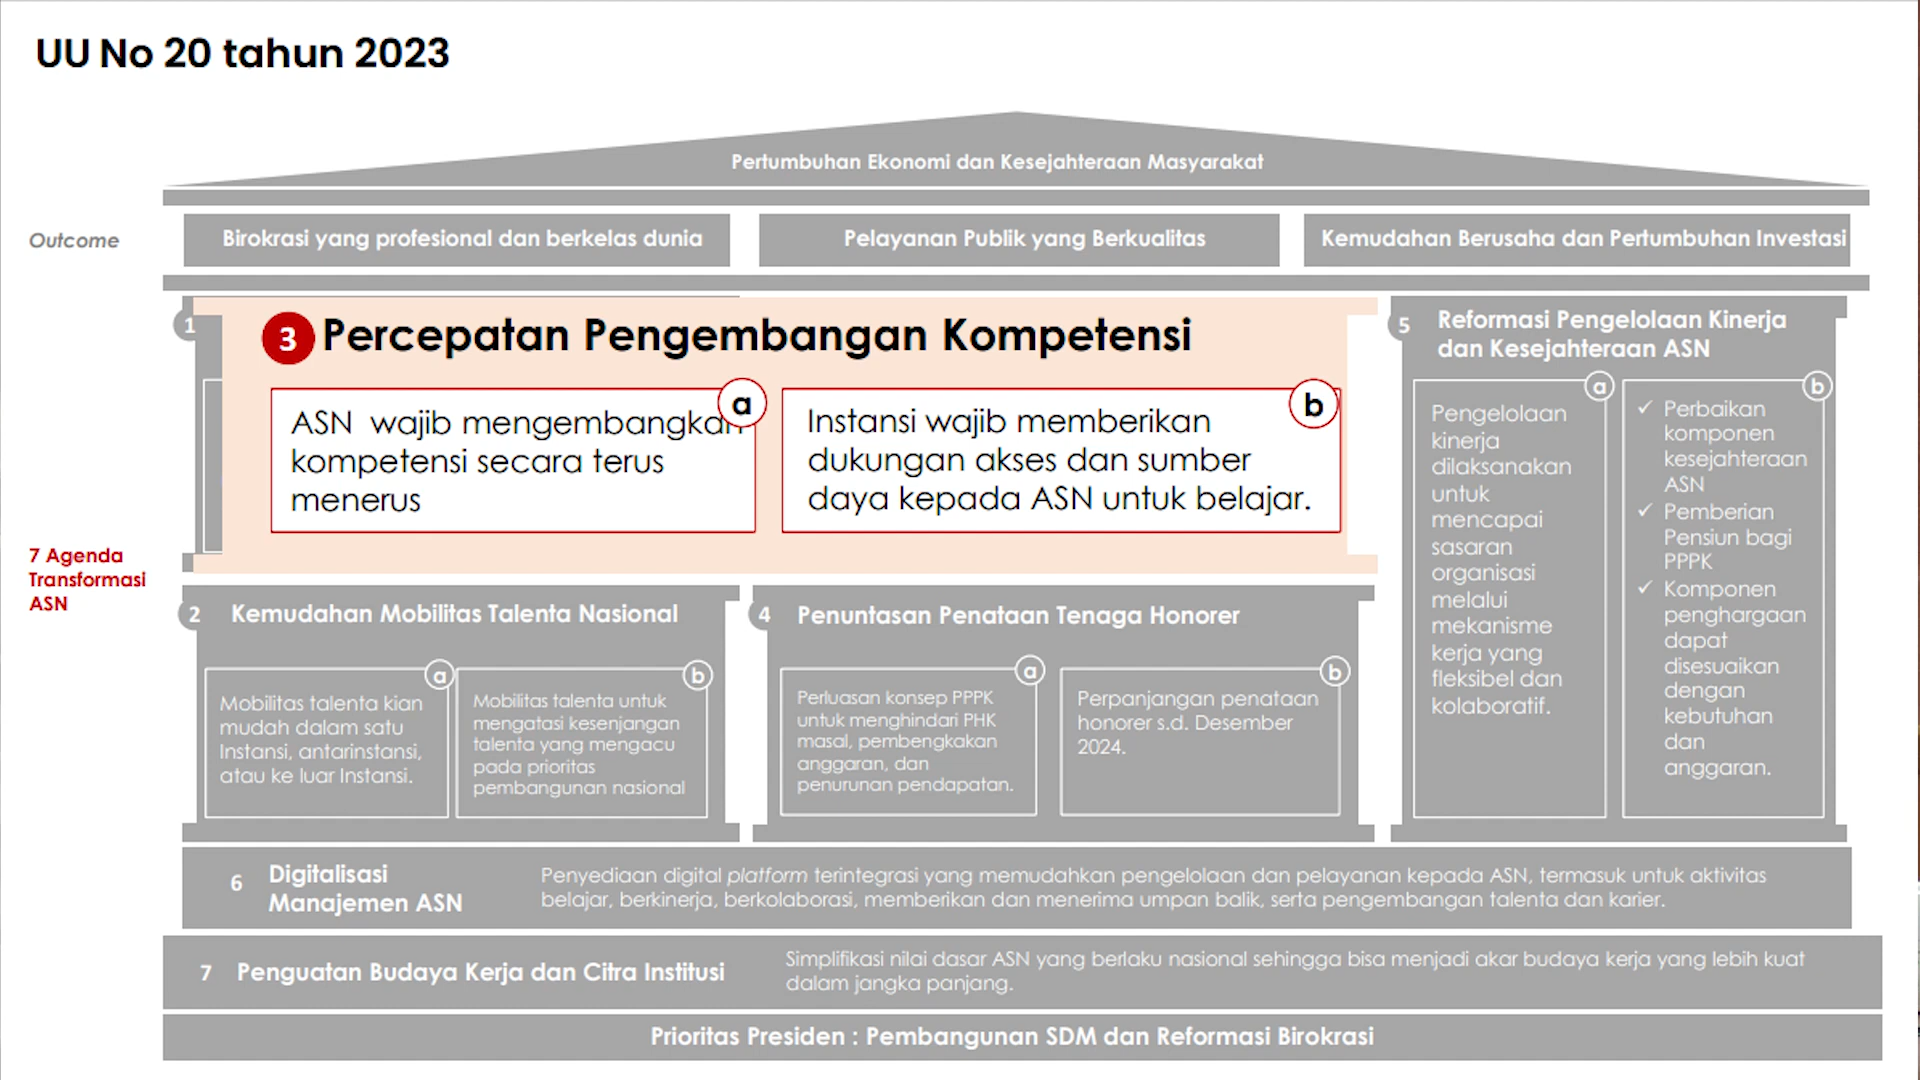 UU No 20 tahun 2023
Pertumbuhan Ekonomi dan Kesejahteraan Masyarakat
Outcome
Birokrasi yang profesional dan berkelas dunia
Pelayanan Publik yang Berkualitas
Kemudahan Berusaha dan Pertumbuhan Investasi
7 Agenda
Transformasi
ASN
1
3 Percepatan Pengembangan Kompetensi
a
ASN wajib mengembangkan
kompetensi secara terus
menerus
b
Instansi wajib memberikan
dukungan akses dan sumber
daya kepada ASN untuk belajar.
2 Kemudahan Mobilitas Talenta Nasional
a
Mobilitas talenta kian
mudah dalam satu
Instansi, antarinstansi,
atau ke luar Instansi.
b
Mobilitas talenta untuk
mengatasi kesenjangan
talenta yang mengacu
pada prioritas
pembangunan nasional
4 Penuntasan Penataan Tenaga Honorer
a
Perluasan konsep PPPK
untuk menghindari PHK
masal, pembengkakan
anggaran, dan
penurunan pendapatan.
b
Perpanjangan penataan
honorer s.d. Desember
2024.
5 Reformasi Pengelolaan Kinerja
dan Kesejahteraan ASN
a
Pengelolaan
kinerja
dilaksanakan
untuk
mencapai
sasaran
organisasi
melalui
mekanisme
kerja yang
fleksibel dan
kolaboratif.
b
✓ Perbaikan
komponen
kesejahteraan
ASN
✓ Pemberian
Pensiun bagi
PPPK
✓ Komponen
penghargaan
dapat
disesuaikan
dengan
kebutuhan
dan
anggaran.
6 Digitalisasi
Manajemen ASN
Penyediaan digital platform terintegrasi yang memudahkan pengelolaan dan pelayanan kepada ASN, termasuk untuk aktivitas
belajar, berkinerja, berkolaborasi, memberikan dan menerima umpan balik, serta pengembangan talenta dan karier.
7 Penguatan Budaya Kerja dan Citra Institusi
Simplifikasi nilai dasar ASN yang berlaku nasional sehingga bisa menjadi akar budaya kerja yang lebih kuat
dalam jangka panjang.
Prioritas Presiden : Pembangunan SDM dan Reformasi Birokrasi